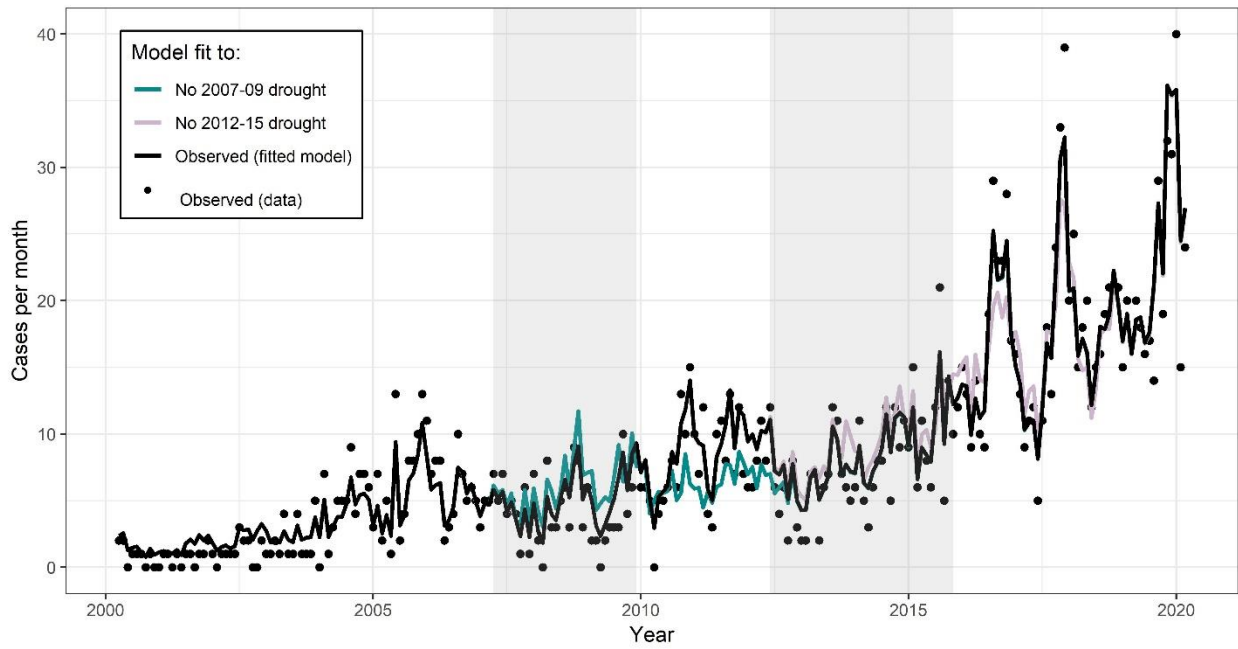 40
30
20
10
0
Cases per month
Model fit to:
No 2007-09 drought
No 2012-15 drought
Observed (fitted model)
Observed (data)
2000
2005
2010
2015
2020
Year